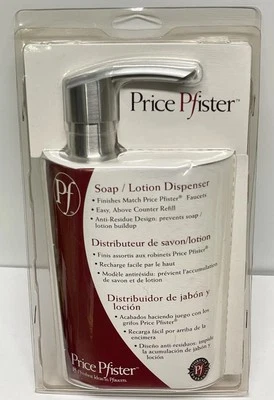 Price Pfister™
Pf
Soap / Lotion Dispenser
• Finishes Match Price Pfister® Faucets
• Easy, Above Counter Refill
• Anti-Residue Design: prevents soap /
lotion buildup
Distributeur de savon/lotion
• Finis assortis aux robinets Price Pfister®
• Recharge facile par le haut
• Modèle antirésidu: prévient l'accumulation
de savon et de lotion
Distribuidor de jabón y
loción
• Acabados haciendo juego con los
grifos Price Pfister®
• Recarga fácil por arriba de la
encimera
• Diseño anti residuos: impide
la acumulación de jabón y
loción
Price Pfister™